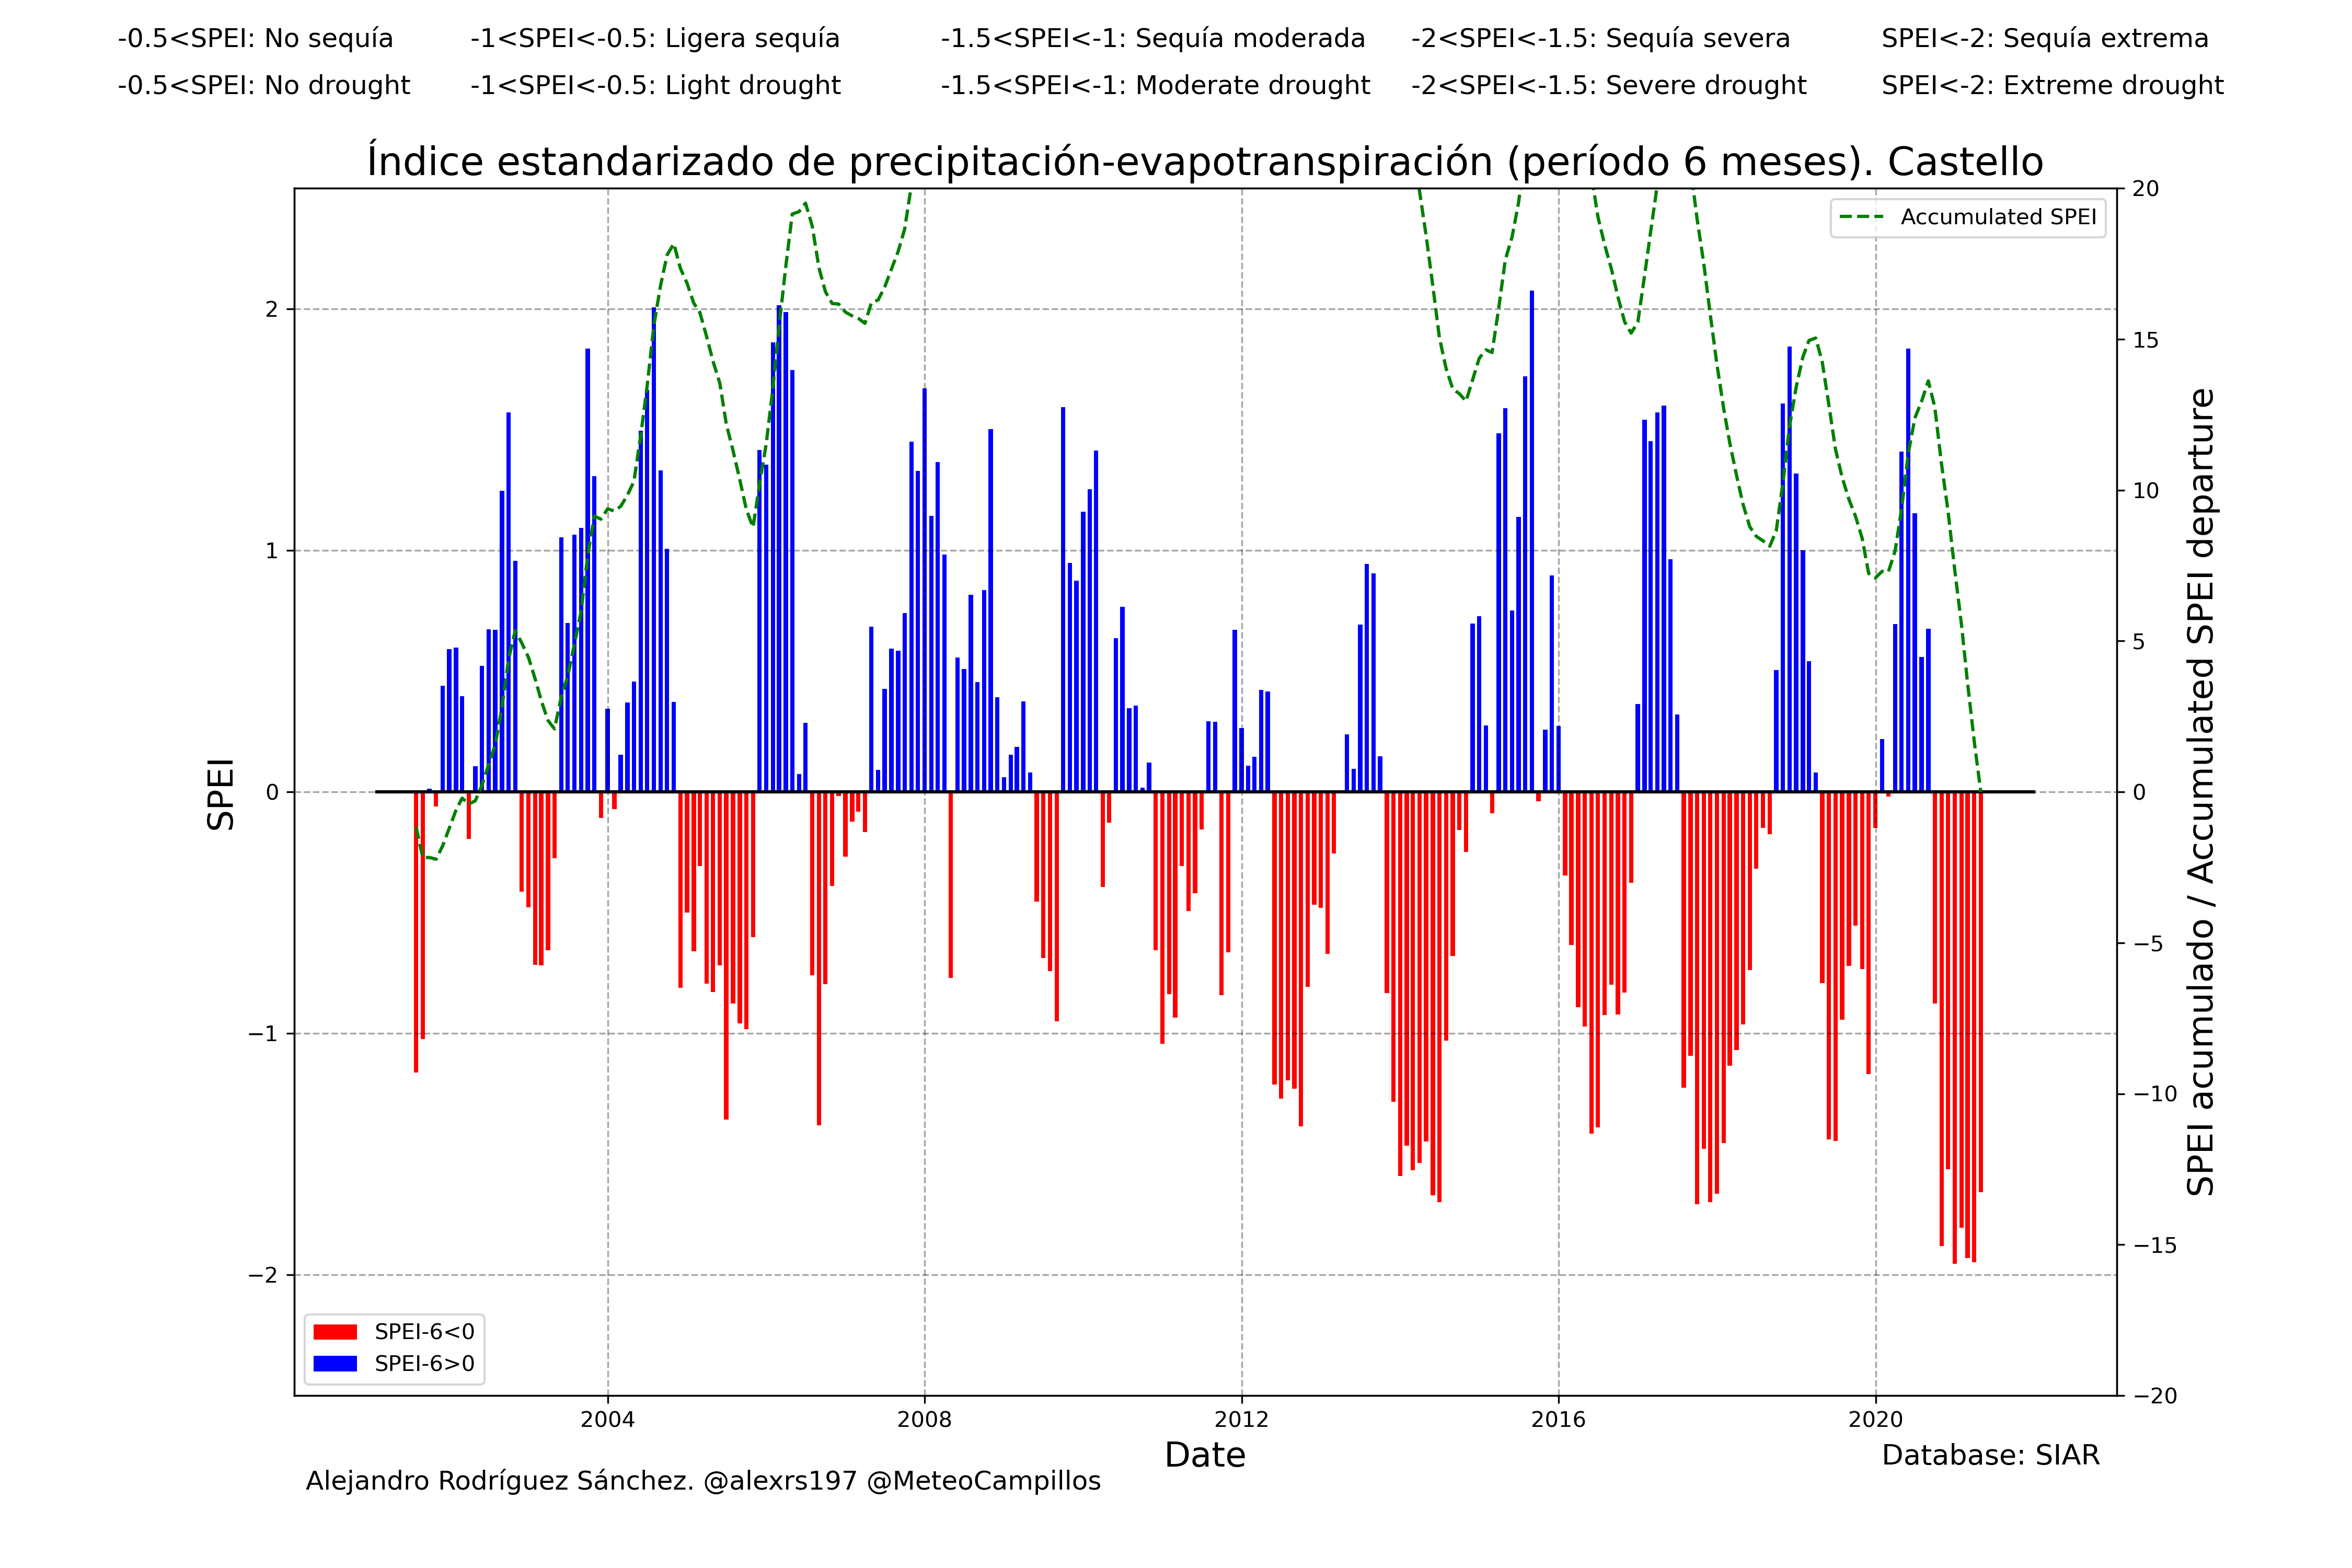 -0.5<SPEI: No sequía -1<SPEI<-0.5: Ligera sequía -1.5<SPEI<-1: Sequía moderada -2<SPEI<-1.5: Sequía severa SPEI<-2: Sequía extrema
-0.5<SPEI: No drought -1<SPEI<-0.5: Light drought -1.5<SPEI<-1: Moderate drought -2<SPEI<-1.5: Severe drought SPEI<-2: Extreme drought
Índice estandarizado de precipitación-evapotranspiración (período 6 meses). Castello
Accumulated SPEI
SPEI
2
1
0
−1
−2
20
15
10
5
0
−5
−10
−15
−20
SPEI acumulado / Accumulated SPEI departure
SPEI-6<0
SPEI-6>0
2004 2008 2012 2016 2020
Date
Database: SIAR
Alejandro Rodríguez Sánchez. @alexrs197 @MeteoCampillos